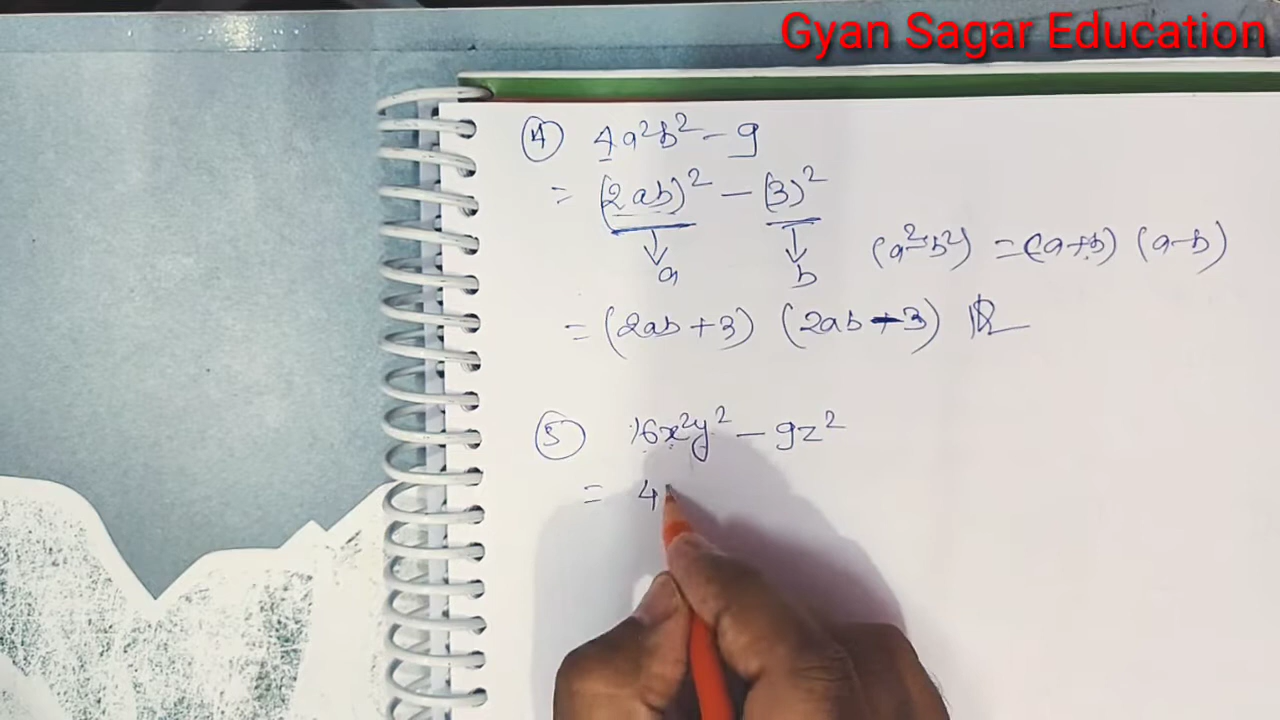 Gyan Sagar Education
④ 4a²b² - 9
= (2ab)² - (3)²
a b (a² - b²) = (a+b) (a-b)
= (2ab + 3) (2ab - 3)
⑤ 16x²y² - 9z²
= 4